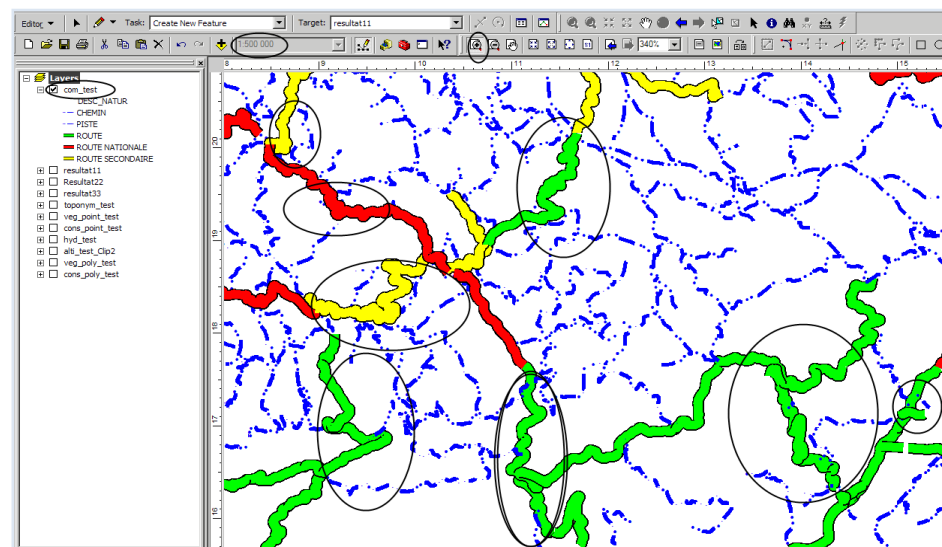 Editor Task: Create New Feature Target: resultat11
1:500 000 340%
8 9 10 11 12 13 14 15
Layers
com_test
DESC_NATUR
CHEMIN
PISTE
ROUTE
ROUTE NATIONALE
ROUTE SECONDAIRE
resultat11
Resultat22
resultat33
toponym_test
veg_point_test
cons_point_test
hyd_test
alti_test_Clip2
veg_poly_test
cons_poly_test
20
19
18
17
16